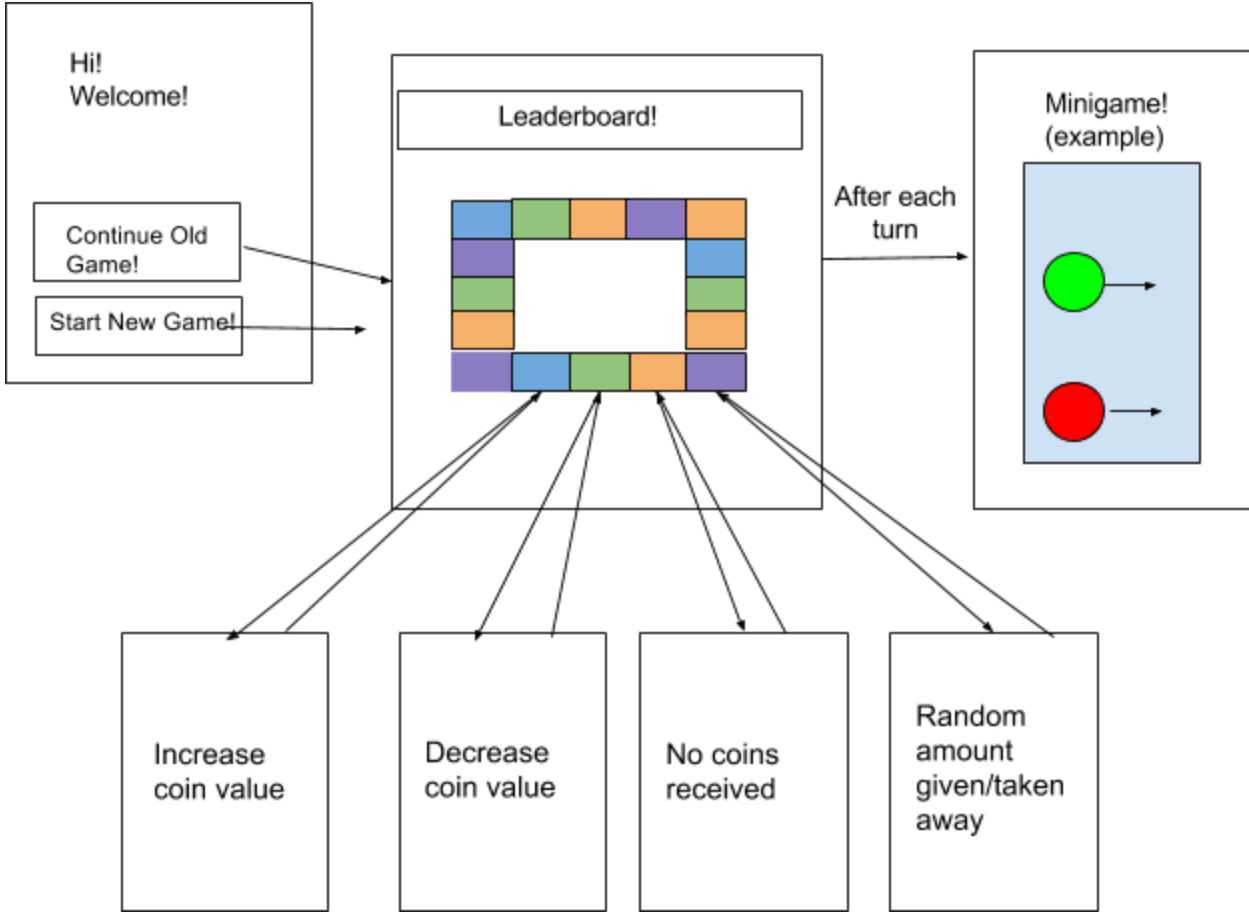 Hi!
Welcome!
Continue Old
Game!
Start New Game!
Leaderboard!
After each
turn
Minigame!
(example)
Increase
coin value
Decrease
coin value
No coins
received
Random
amount
given/taken
away